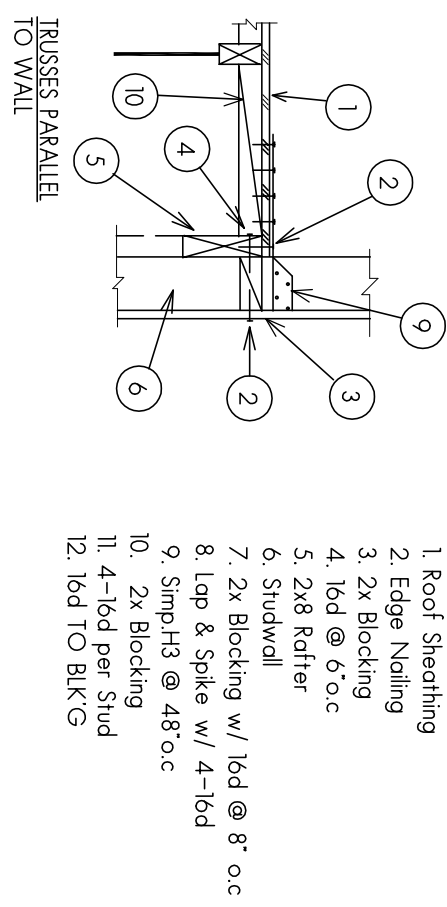 1
2
9
10
4
5
6
2
3
TRUSSES PARALLEL
TO WALL
1. Roof Sheathing
2. Edge Nailing
3. 2x Blocking
4. 16d @ 6"o.c
5. 2x8 Rafter
6. Studwall
7. 2x Blocking w/ 16d @ 8" o.c
8. Lap & Spike w/ 4-16d
9. Simp.H3 @ 48"o.c
10. 2x Blocking
11. 4-16d per Stud
12. 16d TO BLK'G